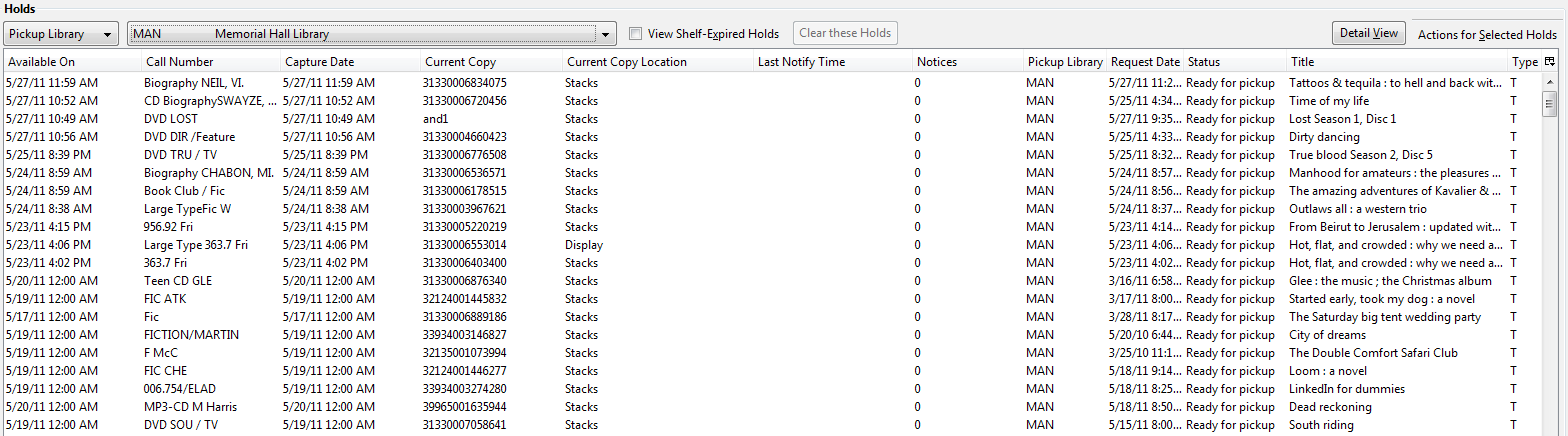 Holds
Pickup Library MAN Memorial Hall Library View Shelf-Expired Holds Clear these Holds Detail View Actions for Selected Holds
Available On Call Number Capture Date Current Copy Current Copy Location Last Notify Time Notices Pickup Library Request Date Status Title Type
5/27/11 11:59 AM Biography NEIL, VI. 5/27/11 11:59 AM 31330006834075 Stacks 0 MAN 5/27/11 11:2... Ready for pickup Tattoos & tequila : to hell and back wit... T
5/27/11 10:52 AM CD BiographySWAYZE, ... 5/27/11 10:52 AM 31330006720456 Stacks 0 MAN 5/25/11 4:34... Ready for pickup Time of my life T
5/27/11 10:49 AM DVD LOST 5/27/11 10:49 AM and1 Stacks 0 MAN 5/27/11 9:35... Ready for pickup Lost Season 1, Disc 1 T
5/27/11 10:56 AM DVD DIR /Feature 5/27/11 10:56 AM 31330004660423 Stacks 0 MAN 5/25/11 4:33... Ready for pickup Dirty dancing T
5/25/11 8:39 PM DVD TRU / TV 5/25/11 8:39 PM 31330006776508 Stacks 0 MAN 5/25/11 8:32... Ready for pickup True blood Season 2, Disc 5 T
5/24/11 8:59 AM Biography CHABON, MI. 5/24/11 8:59 AM 31330006536571 Stacks 0 MAN 5/24/11 8:57... Ready for pickup Manhood for amateurs : the pleasures ... T
5/24/11 8:59 AM Book Club / Fic 5/24/11 8:59 AM 31330006178515 Stacks 0 MAN 5/24/11 8:56... Ready for pickup The amazing adventures of Kavalier & ... T
5/24/11 8:38 AM Large TypeFic W 5/24/11 8:38 AM 31330003967621 Stacks 0 MAN 5/24/11 8:37... Ready for pickup Outlaws all : a western trio T
5/23/11 4:15 PM 956.92 Fri 5/23/11 4:15 PM 31330005220219 Stacks 0 MAN 5/23/11 4:14... Ready for pickup From Beirut to Jerusalem : updated wit... T
5/23/11 4:06 PM Large Type 363.7 Fri 5/23/11 4:06 PM 31330006553014 Display 0 MAN 5/23/11 4:06... Ready for pickup Hot, flat, and crowded : why we need a... T
5/23/11 4:02 PM 363.7 Fri 5/23/11 4:02 PM 31330006403400 Stacks 0 MAN 5/23/11 4:02... Ready for pickup Hot, flat, and crowded : why we need a... T
5/20/11 12:00 AM Teen CD GLE 5/20/11 12:00 AM 31330006876340 Stacks 0 MAN 3/16/11 6:58... Ready for pickup Glee : the music ; the Christmas album T
5/19/11 12:00 AM FIC ATK 5/19/11 12:00 AM 32124001445832 Stacks 0 MAN 3/17/11 8:00... Ready for pickup Started early, took my dog : a novel T
5/17/11 12:00 AM Fic 5/17/11 12:00 AM 31330006889186 Stacks 0 MAN 3/28/11 8:17... Ready for pickup The Saturday big tent wedding party T
5/19/11 12:00 AM FICTION/MARTIN 5/19/11 12:00 AM 33934003146827 Stacks 0 MAN 5/20/10 6:44... Ready for pickup City of dreams T
5/19/11 12:00 AM F McC 5/19/11 12:00 AM 32135001073994 Stacks 0 MAN 3/25/10 11:1... Ready for pickup The Double Comfort Safari Club T
5/19/11 12:00 AM FIC CHE 5/19/11 12:00 AM 32124001446277 Stacks 0 MAN 5/18/11 9:14... Ready for pickup Loom : a novel T
5/19/11 12:00 AM 006.754/ELAD 5/19/11 12:00 AM 33934003274280 Stacks 0 MAN 5/18/11 8:25... Ready for pickup LinkedIn for dummies T
5/20/11 12:00 AM MP3-CD M Harris 5/20/11 12:00 AM 39965001635944 Stacks 0 MAN 5/18/11 8:50... Ready for pickup Dead reckoning T
5/19/11 12:00 AM DVD SOU / TV 5/19/11 12:00 AM 31330007058641 Stacks 0 MAN 5/15/11 8:00... Ready for pickup South riding T